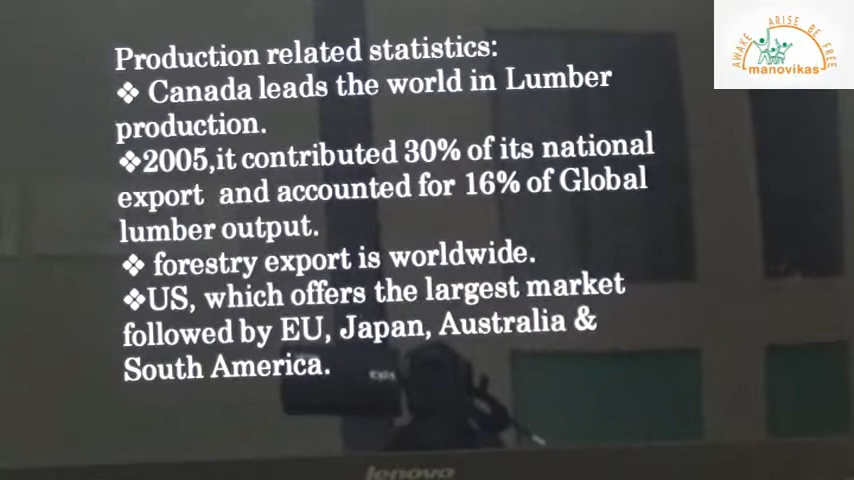 Production related statistics:
❖ Canada leads the world in Lumber
production.
❖2005,it contributed 30% of its national
export and accounted for 16% of Global
lumber output.
❖ forestry export is worldwide.
❖US, which offers the largest market
followed by EU, Japan, Australia &
South America.
AWAKE ARISE BE FREE
manovikas
lenovo